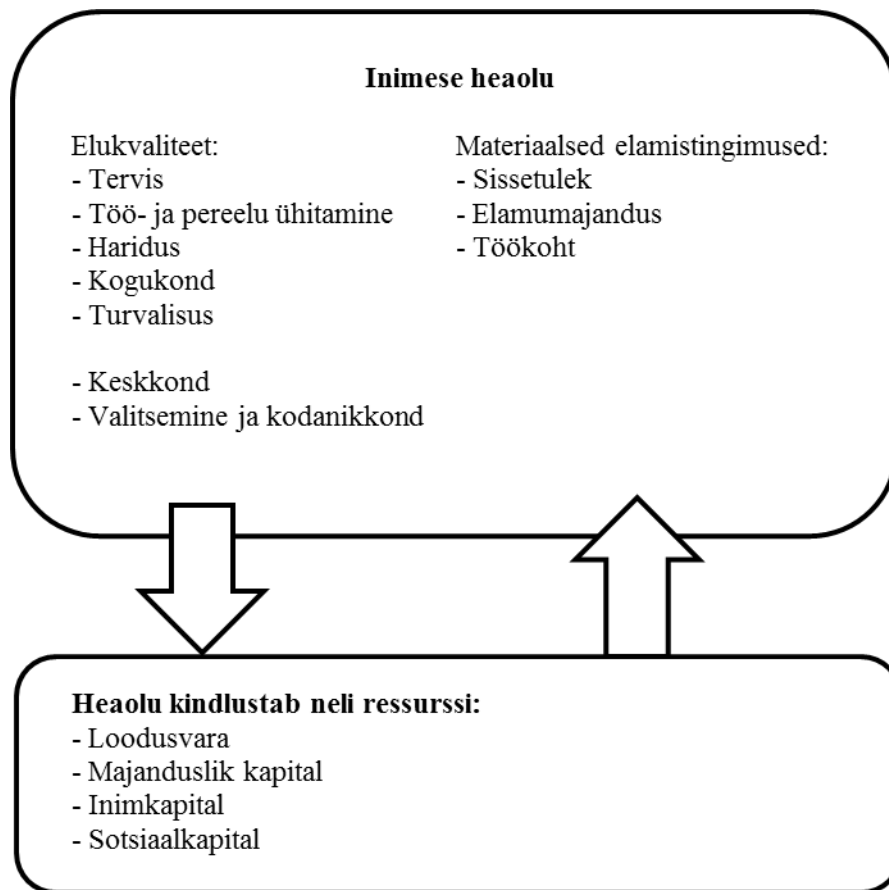 Inimese heaolu
Elukvaliteet:
- Tervis
- Töö- ja pereelu ühitamine
- Haridus
- Kogukond
- Turvalisus
- Keskkond
- Valitsemine ja kodanikkond
Materiaalsed elamistingimused:
- Sissetulek
- Elamumajandus
- Töökoht
Heaolu kindlustab neli ressurssi:
- Loodusvara
- Majanduslik kapital
- Inimkapital
- Sotsiaalkapital